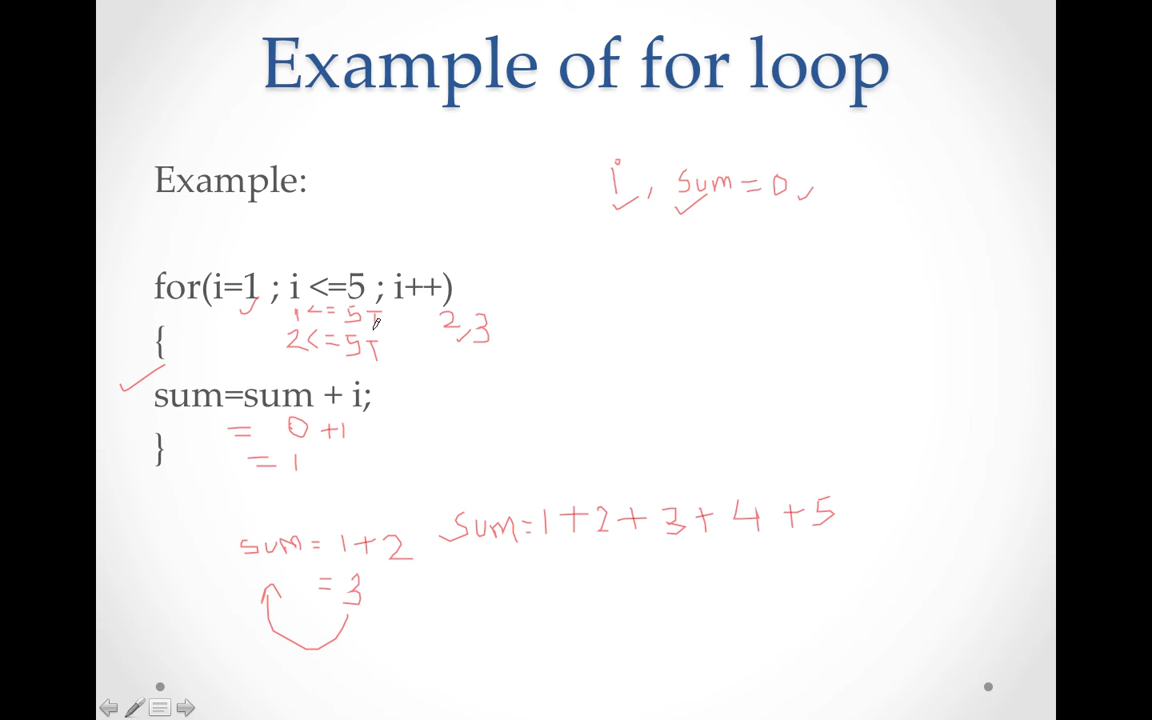 Example of for loop
Example:
i, sum=0
for(i=1 ; i <=5 ; i++)
1<=5 T
2<=5 T 2,3
{
sum=sum + i;
= 0+1
}
= 1
sum=1+2+3+4+5
sum=1+2
=3